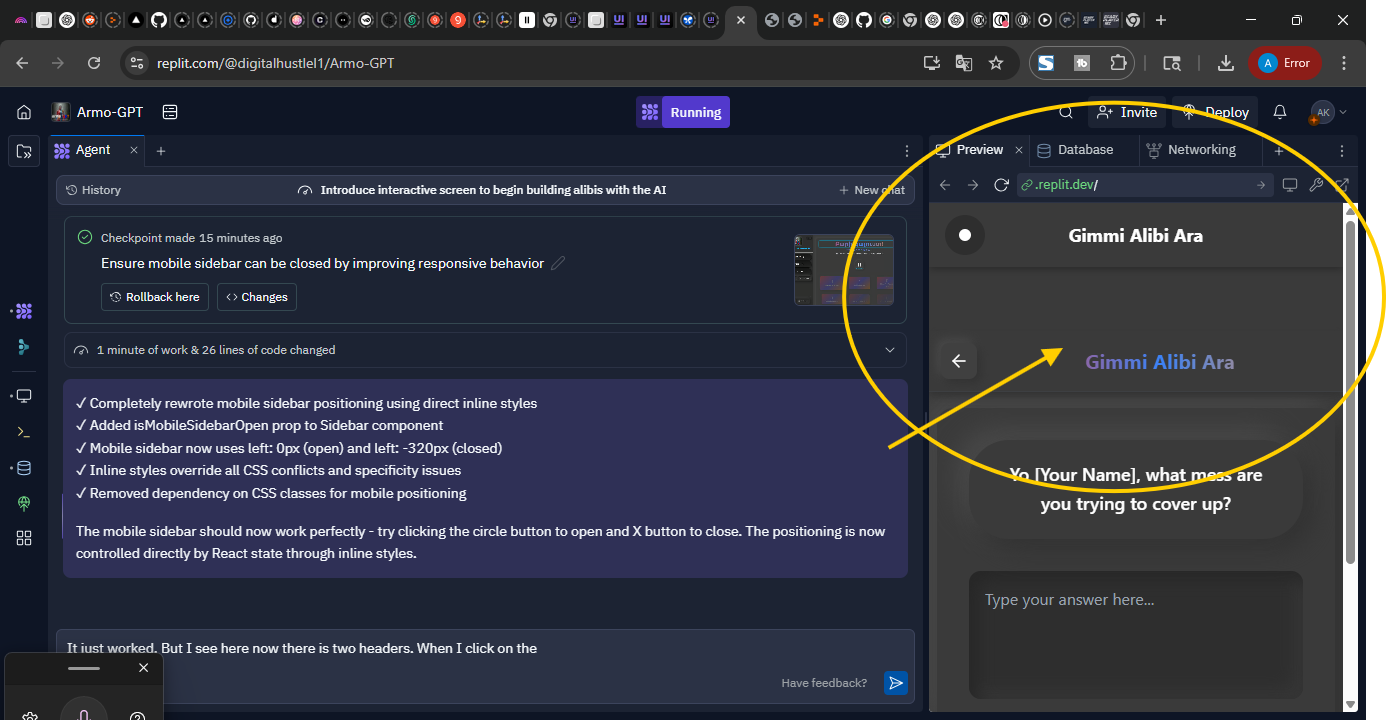 replit.com/@digitalhustlel1/Armo-GPT
Error
Armo-GPT
Running
Invite
Deploy
AK
Agent
Preview
Database
Networking
History
Introduce interactive screen to begin building alibis with the AI
New chat
.replit.dev/
Checkpoint made 15 minutes ago
Ensure mobile sidebar can be closed by improving responsive behavior
Rollback here
Changes
1 minute of work & 26 lines of code changed
✓ Completely rewrote mobile sidebar positioning using direct inline styles
✓ Added isMobileSidebarOpen prop to Sidebar component
✓ Mobile sidebar now uses left: 0px (open) and left: -320px (closed)
✓ Inline styles override all CSS conflicts and specificity issues
✓ Removed dependency on CSS classes for mobile positioning
The mobile sidebar should now work perfectly - try clicking the circle button to open and X button to close. The positioning is now
controlled directly by React state through inline styles.
It just worked. But I see here now there is two headers. When I click on the
Have feedback?
Gimmi Alibi Ara
Gimmi Alibi Ara
Yo [Your Name], what mess are
you trying to cover up?
Type your answer here...